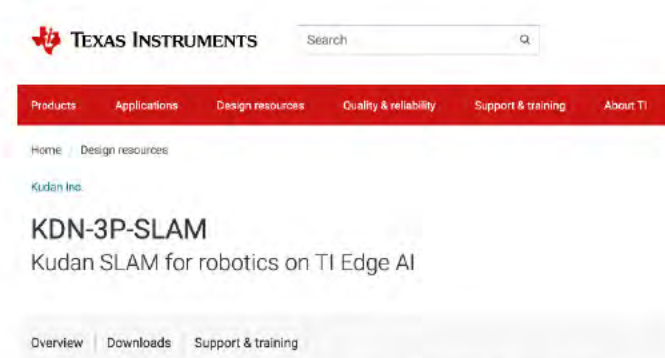 TEXAS INSTRUMENTS
Search
Products Applications Design resources Quality & reliability Support & training About TI
Home / Design resources
Kudan Inc.
KDN-3P-SLAM
Kudan SLAM for robotics on TI Edge AI
Overview Downloads Support & training